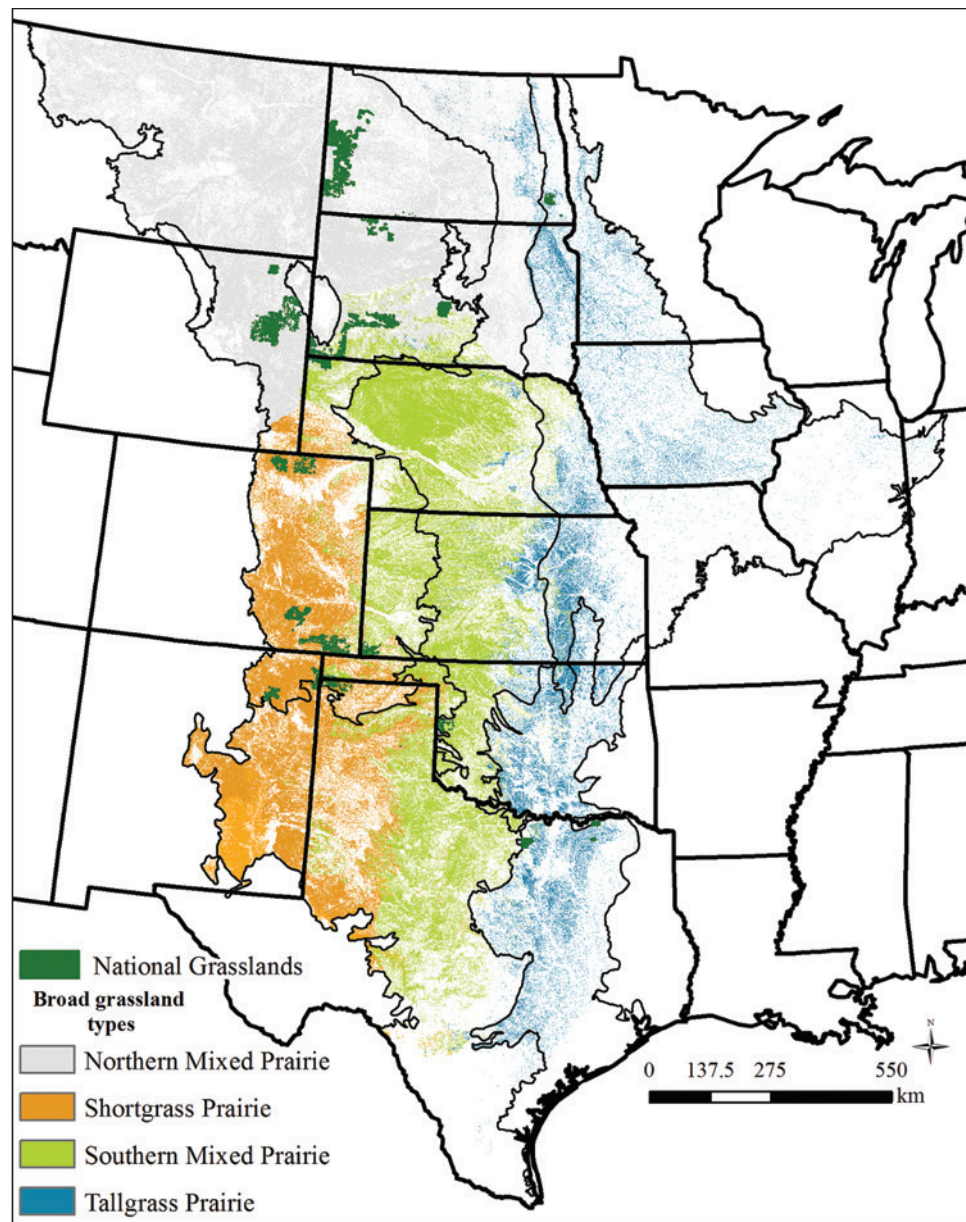 National Grasslands
Broad grassland
types
Northern Mixed Prairie
Shortgrass Prairie
Southern Mixed Prairie
Tallgrass Prairie
N
0 137.5 275 550
km